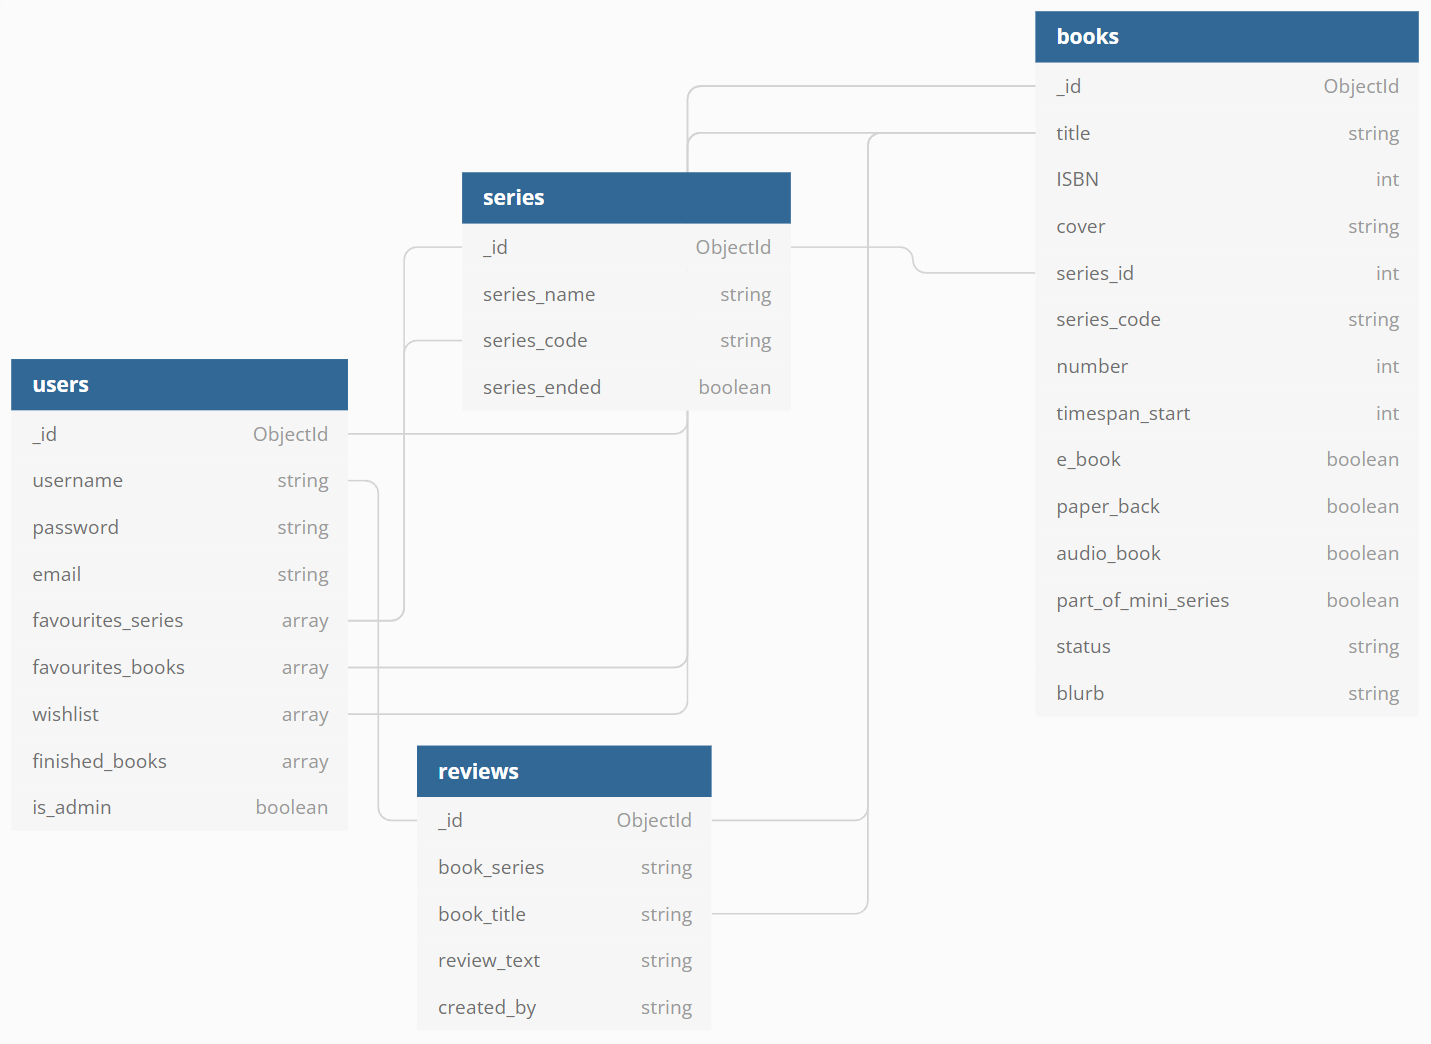 books
_id ObjectId
title string
ISBN int
cover string
series_id int
series_code string
number int
timespan_start int
e_book boolean
paper_back boolean
audio_book boolean
part_of_mini_series boolean
status string
blurb string
series
_id ObjectId
series_name string
series_code string
series_ended boolean
users
_id ObjectId
username string
password string
email string
favourites_series array
favourites_books array
wishlist array
finished_books array
is_admin boolean
reviews
_id ObjectId
book_series string
book_title string
review_text string
created_by string